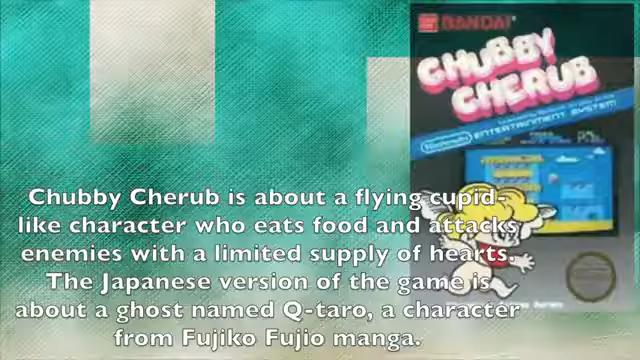 BANDAI
CHUBBY
CHERUB
Nintendo ENTERTAINMENT SYSTEM
Chubby Cherub is about a flying cupid-
like character who eats food and attacks
enemies with a limited supply of hearts.
The Japanese version of the game is
about a ghost named Q-taro, a character
from Fujiko Fujio manga.